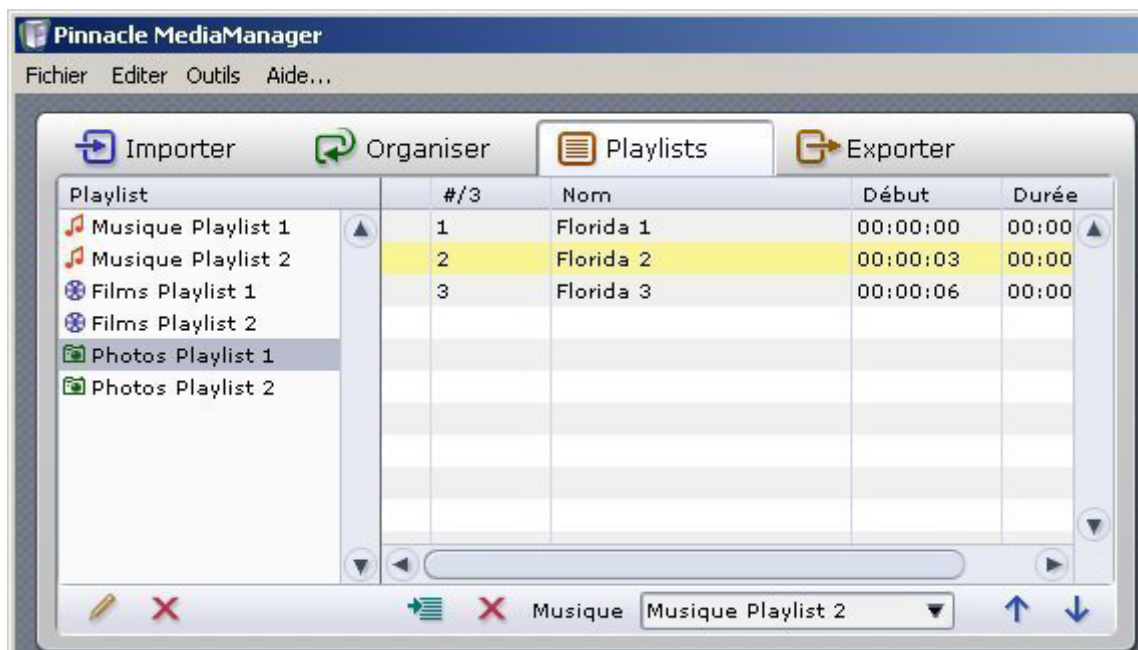 Pinnacle MediaManager
Fichier Editer Outils Aide...
Importer Organiser Playlists Exporter
Playlist #/3 Nom Début Durée
Musique Playlist 1 1 Florida 1 00:00:00 00:00
Musique Playlist 2 2 Florida 2 00:00:03 00:00
Films Playlist 1 3 Florida 3 00:00:06 00:00
Films Playlist 2
Photos Playlist 1
Photos Playlist 2
Musique Musique Playlist 2